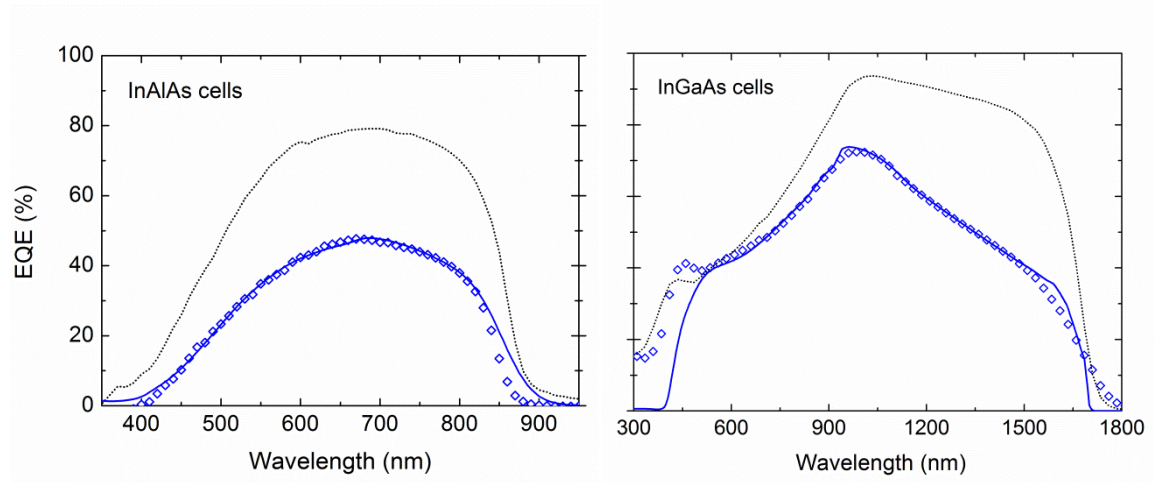 100
80
60
40
20
0
EQE (%)
InAlAs cells
400 500 600 700 800 900
Wavelength (nm)
InGaAs cells
300 600 900 1200 1500 1800
Wavelength (nm)